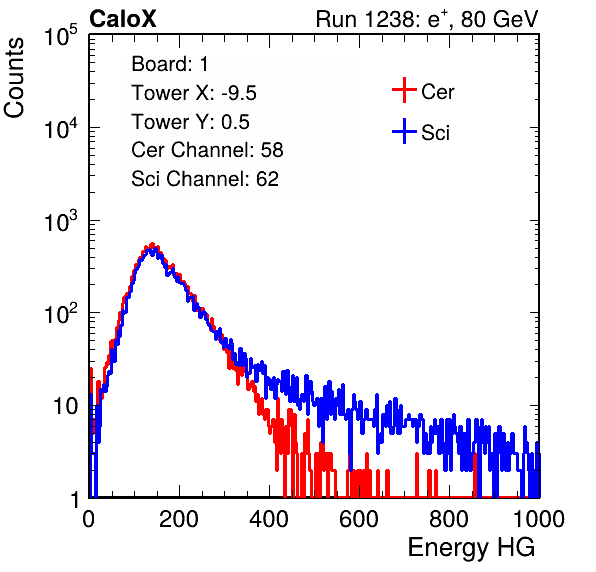 CaloX Run 1238: e⁺, 80 GeV
Counts
Board: 1
Tower X: -9.5
Tower Y: 0.5
Cer Channel: 58
Sci Channel: 62
Cer
Sci
10⁵
10⁴
10³
10²
10
1
0 200 400 600 800 1000
Energy HG